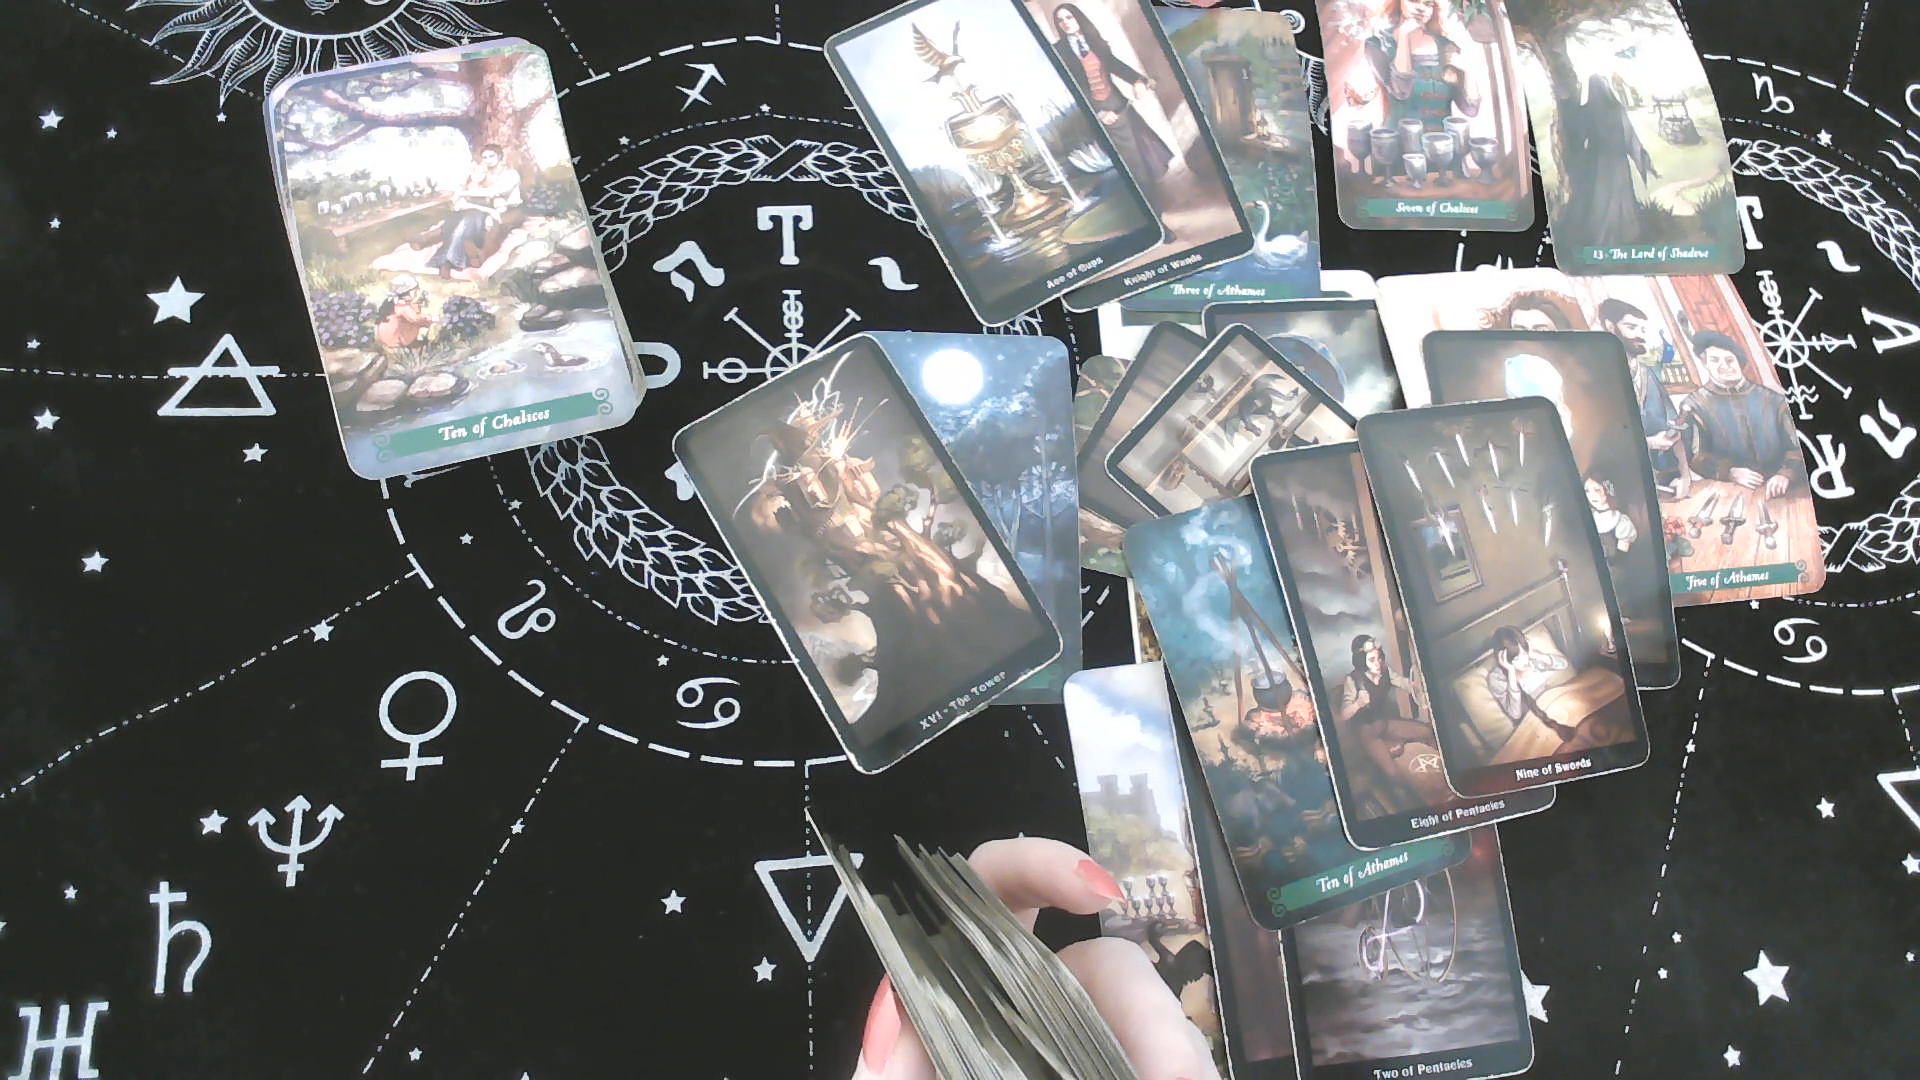 Ten of Chalices
Ace of Cups
Knight of Wands
Three of Athames
Seven of Chalices
13 · The Lord of Shadows
Five of Athames
XVI · The Tower
Nine of Swords
Eight of Pentacles
Ten of Athames
Two of Pentacles